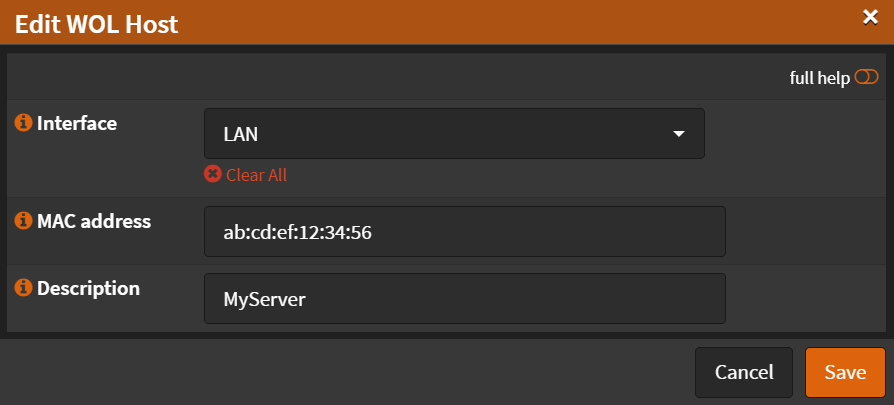 Edit WOL Host
full help
Interface
LAN
Clear All
MAC address
ab:cd:ef:12:34:56
Description
MyServer
Cancel
Save